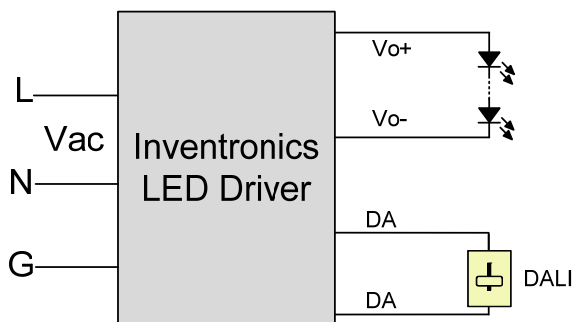 L
Vac
N
G
Inventronics
LED Driver
Vo+
Vo-
DA
DA
DALI